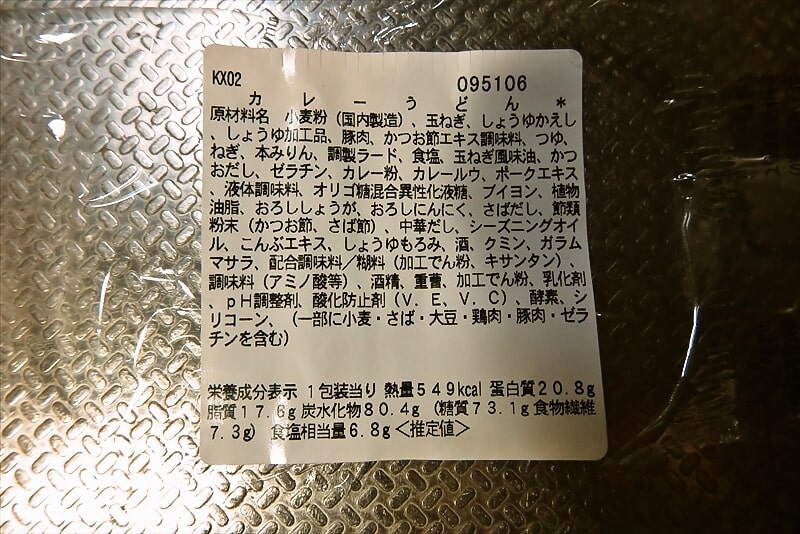 KX02
095106
カレーうどん*
原材料名 小麦粉(国内製造)、玉ねぎ、しょうゆかえし
、しょうゆ加工品、豚肉、かつお節エキス調味料、つゆ、
ねぎ、本みりん、調製ラード、食塩、玉ねぎ風味油、かつ
おだし、ゼラチン、カレー粉、カレールウ、ポークエキス
、液体調味料、オリゴ糖混合異性化液糖、ブイヨン、植物
油脂、おろししょうが、おろしにんにく、さばだし、節類
粉末(かつお節、さば節)、中華だし、シーズニングオイ
ル、こんぶエキス、しょうゆもろみ、酒、クミン、ガラム
マサラ、配合調味料/糊料(加工でん粉、キサンタン)、
調味料(アミノ酸等)、酒精、重曹、加工でん粉、乳化剤
、pH調整剤、酸化防止剤(V.E、V.C)、酵素、シ
リコーン、(一部に小麦・さば・大豆・鶏肉・豚肉・ゼラ
チンを含む)
栄養成分表示 1包装当り 熱量549kcal 蛋白質20.8g
脂質17.6g 炭水化物80.4g (糖質73.1g 食物繊維
7.3g) 食塩相当量6.8g<推定値>